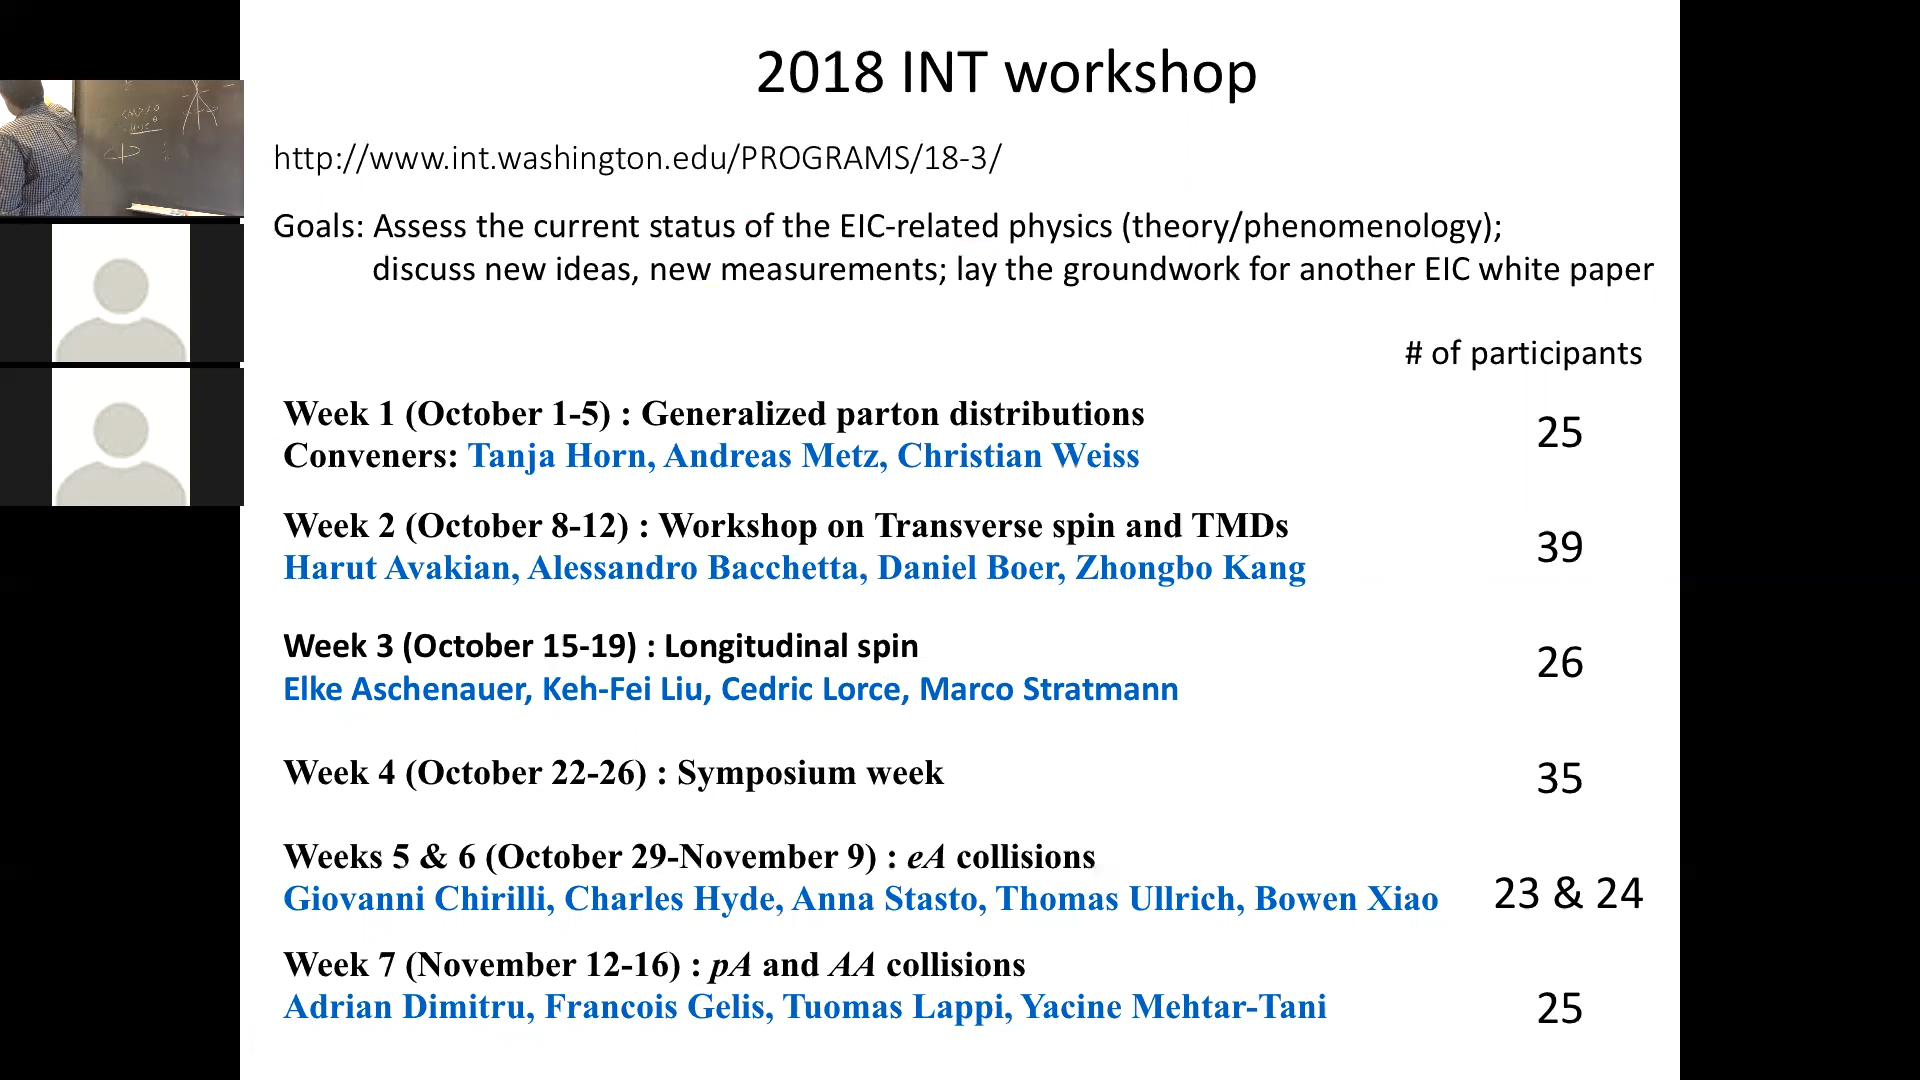 2018 INT workshop
http://www.int.washington.edu/PROGRAMS/18-3/
Goals: Assess the current status of the EIC-related physics (theory/phenomenology);
discuss new ideas, new measurements; lay the groundwork for another EIC white paper
# of participants
Week 1 (October 1-5) : Generalized parton distributions
Conveners: Tanja Horn, Andreas Metz, Christian Weiss
25
Week 2 (October 8-12) : Workshop on Transverse spin and TMDs
Harut Avakian, Alessandro Bacchetta, Daniel Boer, Zhongbo Kang
39
Week 3 (October 15-19) : Longitudinal spin
Elke Aschenauer, Keh-Fei Liu, Cedric Lorce, Marco Stratmann
26
Week 4 (October 22-26) : Symposium week
35
Weeks 5 & 6 (October 29-November 9) : eA collisions
Giovanni Chirilli, Charles Hyde, Anna Stasto, Thomas Ullrich, Bowen Xiao
23 & 24
Week 7 (November 12-16) : pA and AA collisions
Adrian Dimitru, Francois Gelis, Tuomas Lappi, Yacine Mehtar-Tani
25